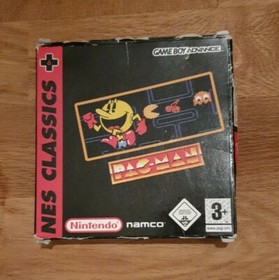 GAME BOY ADVANCE
NES CLASSICS
PAC-MAN
Nintendo
namco
3+